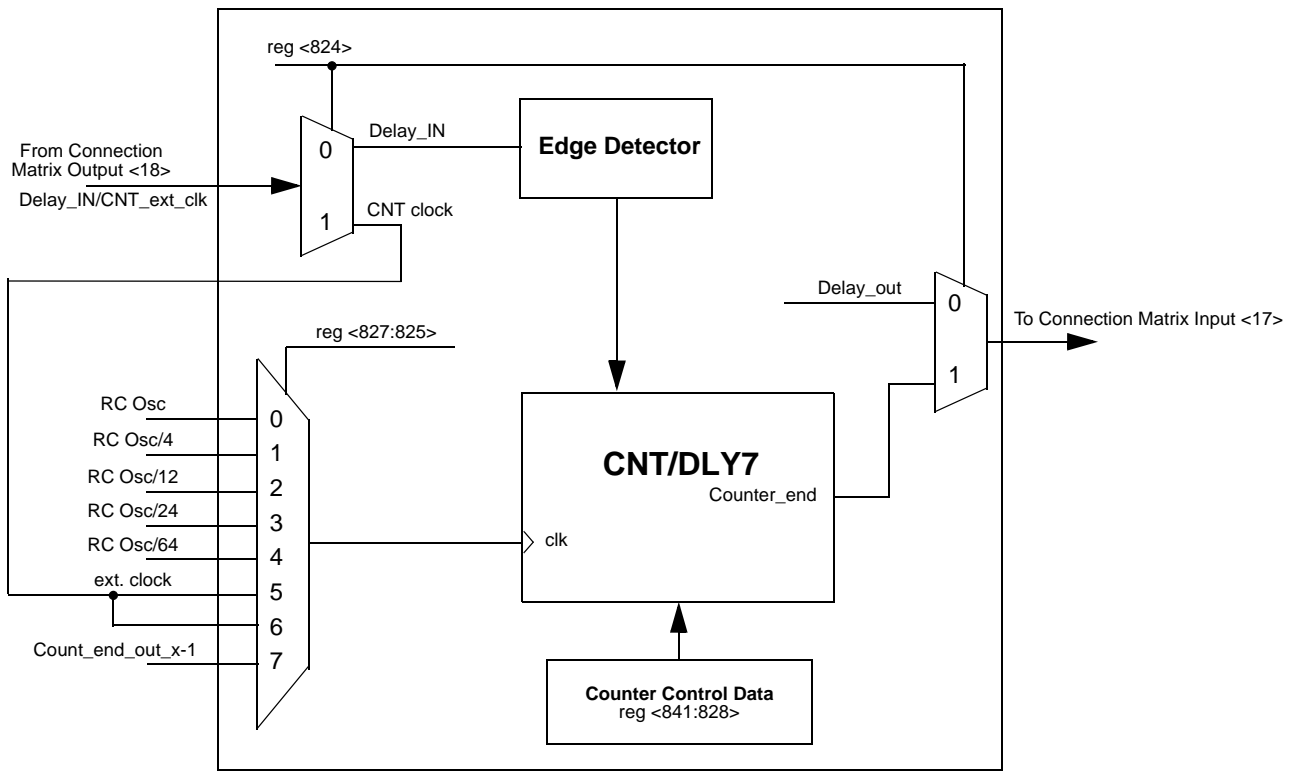 reg <824>
From Connection
Matrix Output <18>
Delay_IN/CNT_ext_clk
0
1
Delay_IN
CNT clock
Edge Detector
Delay_out
0
1
To Connection Matrix Input <17>
reg <827:825>
RC Osc
RC Osc/4
RC Osc/12
RC Osc/24
RC Osc/64
ext. clock
Count_end_out_x-1
0
1
2
3
4
5
6
7
CNT/DLY7
Counter_end
clk
Counter Control Data
reg <841:828>